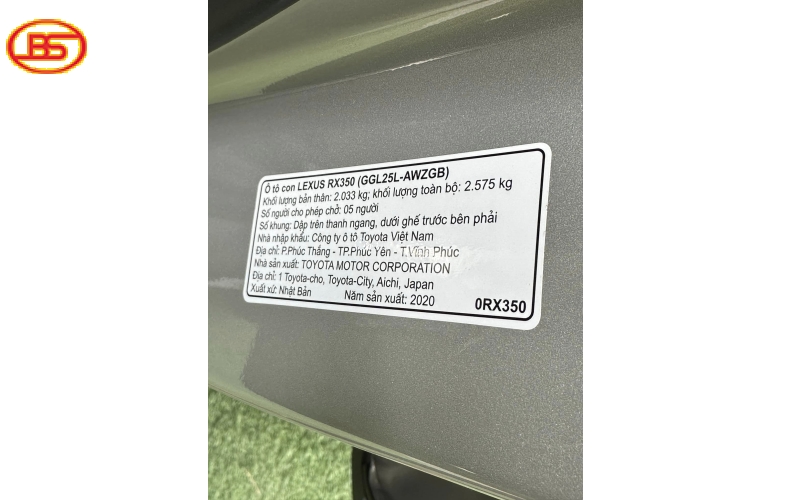 BS
Ô tô con LEXUS RX350 (GGL25L-AWZGB)
Khối lượng bản thân: 2.033 kg; khối lượng toàn bộ: 2.575 kg
Số người cho phép chở: 05 người
Số khung: Dập trên thanh ngang, dưới ghế trước bên phải
Nhà nhập khẩu: Công ty ô tô Toyota Việt Nam
Địa chỉ: P.Phúc Thắng - TP.Phúc Yên - T.Vĩnh Phúc
Nhà sản xuất: TOYOTA MOTOR CORPORATION
Địa chỉ: 1 Toyota-cho, Toyota-City, Aichi, Japan
Xuất xứ: Nhật Bản Năm sản xuất: 2020 0RX350